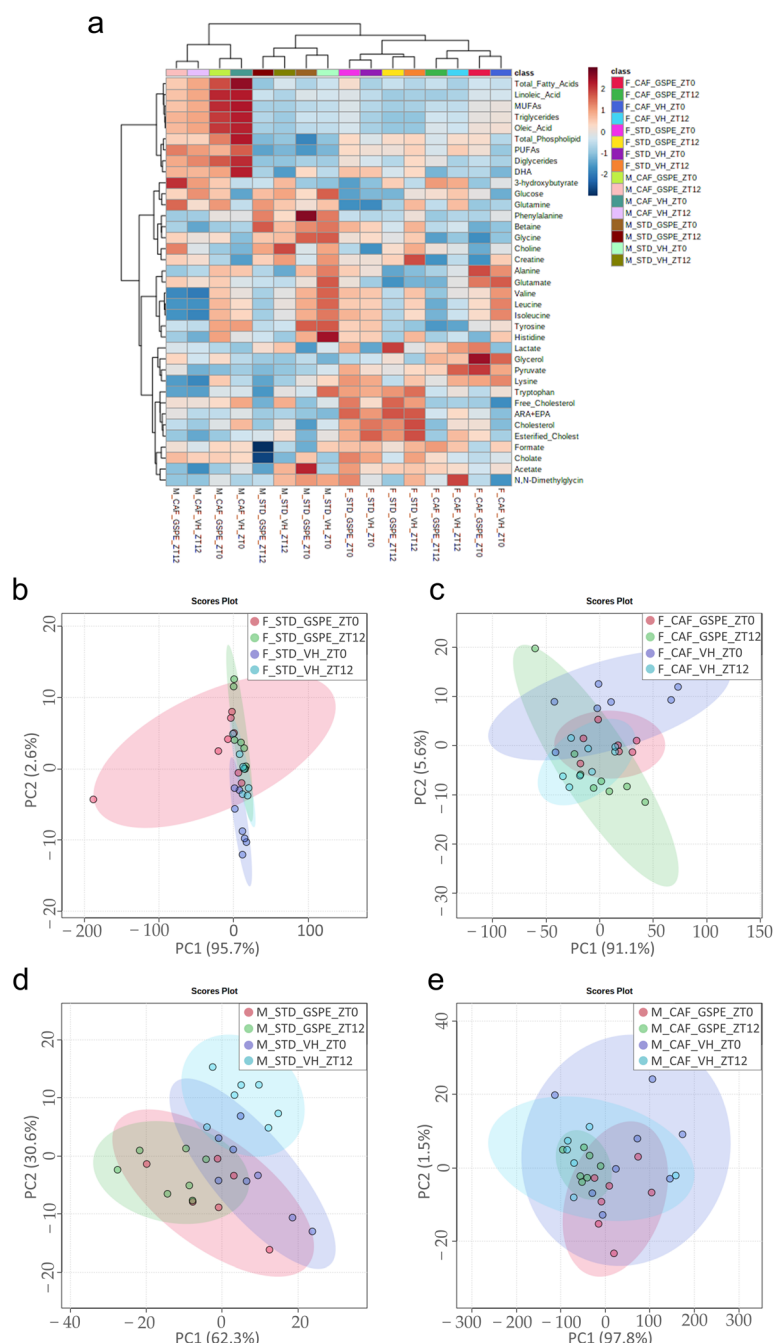 a
class
Total_Fatty_Acids
Linoleic_Acid
MUFAs
Triglycerides
Oleic_Acid
Total_Phospholipid
PUFAs
Diglycerides
DHA
3-hydroxybutyrate
Glucose
Glutamine
Phenylalanine
Betaine
Glycine
Choline
Creatine
Alanine
Glutamate
Valine
Leucine
Isoleucine
Tyrosine
Histidine
Lactate
Glycerol
Pyruvate
Lysine
Tryptophan
Free_Cholesterol
ARA+EPA
Cholesterol
Esterified_Cholest
Formate
Cholate
Acetate
N,N-Dimethylglycin
2
1
0
-1
-2
class
F_CAF_GSPE_ZT0
F_CAF_GSPE_ZT12
F_CAF_VH_ZT0
F_CAF_VH_ZT12
F_STD_GSPE_ZT0
F_STD_GSPE_ZT12
F_STD_VH_ZT0
F_STD_VH_ZT12
M_CAF_GSPE_ZT0
M_CAF_GSPE_ZT12
M_CAF_VH_ZT0
M_CAF_VH_ZT12
M_STD_GSPE_ZT0
M_STD_GSPE_ZT12
M_STD_VH_ZT0
M_STD_VH_ZT12
M_CAF_GSPE_ZT12
M_CAF_VH_ZT12
M_CAF_GSPE_ZT0
M_CAF_VH_ZT0
M_STD_GSPE_ZT12
M_STD_VH_ZT12
M_STD_GSPE_ZT0
M_STD_VH_ZT0
F_STD_GSPE_ZT0
F_STD_VH_ZT0
F_STD_GSPE_ZT12
F_STD_VH_ZT12
F_CAF_GSPE_ZT12
F_CAF_VH_ZT12
F_CAF_GSPE_ZT0
F_CAF_VH_ZT0
b
Scores Plot
F_STD_GSPE_ZT0
F_STD_GSPE_ZT12
F_STD_VH_ZT0
F_STD_VH_ZT12
PC2 (2.6%)
20
10
0
−10
−20
−200
−100
0
100
PC1 (95.7%)
c
Scores Plot
F_CAF_GSPE_ZT0
F_CAF_GSPE_ZT12
F_CAF_VH_ZT0
F_CAF_VH_ZT12
PC2 (5.6%)
20
10
0
−10
−20
−30
−100
−50
0
50
100
150
PC1 (91.1%)
d
Scores Plot
M_STD_GSPE_ZT0
M_STD_GSPE_ZT12
M_STD_VH_ZT0
M_STD_VH_ZT12
PC2 (30.6%)
20
10
0
−10
−20
−40
−20
0
20
PC1 (62.3%)
e
Scores Plot
M_CAF_GSPE_ZT0
M_CAF_GSPE_ZT12
M_CAF_VH_ZT0
M_CAF_VH_ZT12
PC2 (1.5%)
40
20
0
−20
−300
−200
−100
0
100
200
300
PC1 (97.8%)